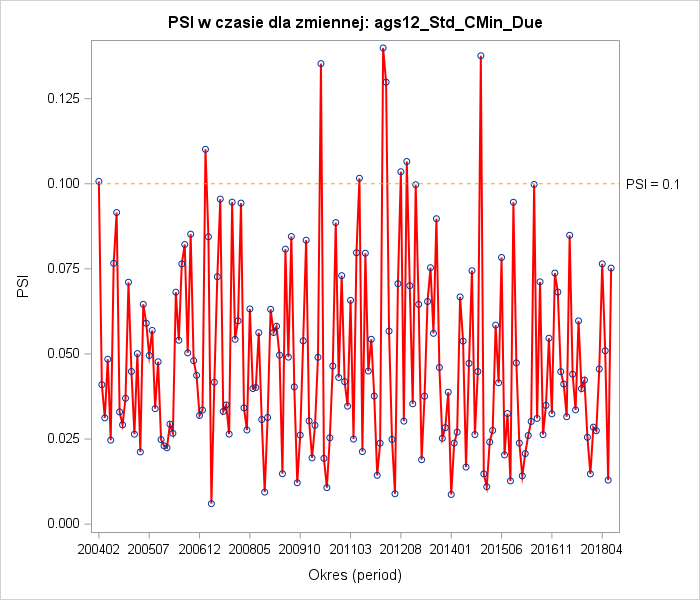 PSI w czasie dla zmiennej: ags12_Std_CMin_Due
0.125
0.100
0.075
0.050
0.025
0.000
PSI
PSI = 0.1
200402 200507 200612 200805 200910 201103 201208 201401 201506 201611 201804
Okres (period)